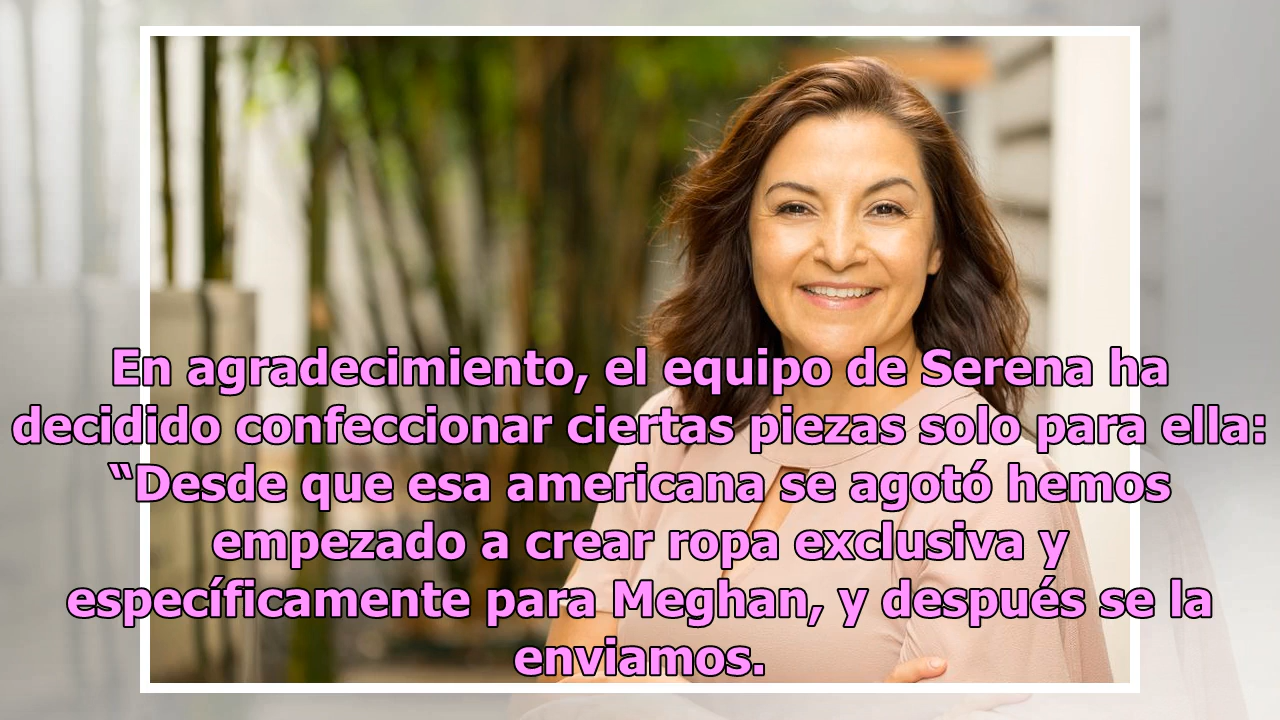 En agradecimiento, el equipo de Serena ha
decidido confeccionar ciertas piezas solo para ella:
“Desde que esa americana se agotó hemos
empezado a crear ropa exclusiva y
específicamente para Meghan, y después se la
enviamos.